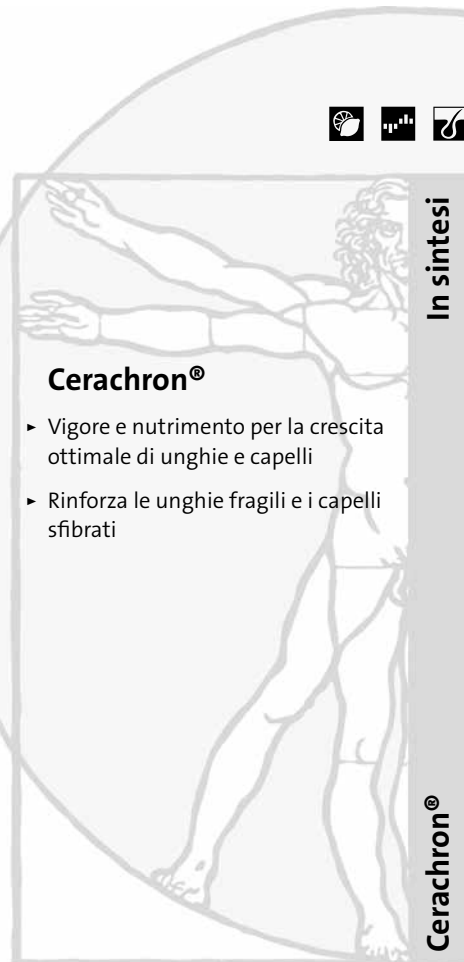 In sintesi
Cerachron®
► Vigore e nutrimento per la crescita
ottimale di unghie e capelli
► Rinforza le unghie fragili e i capelli
sfibrati
Cerachron®